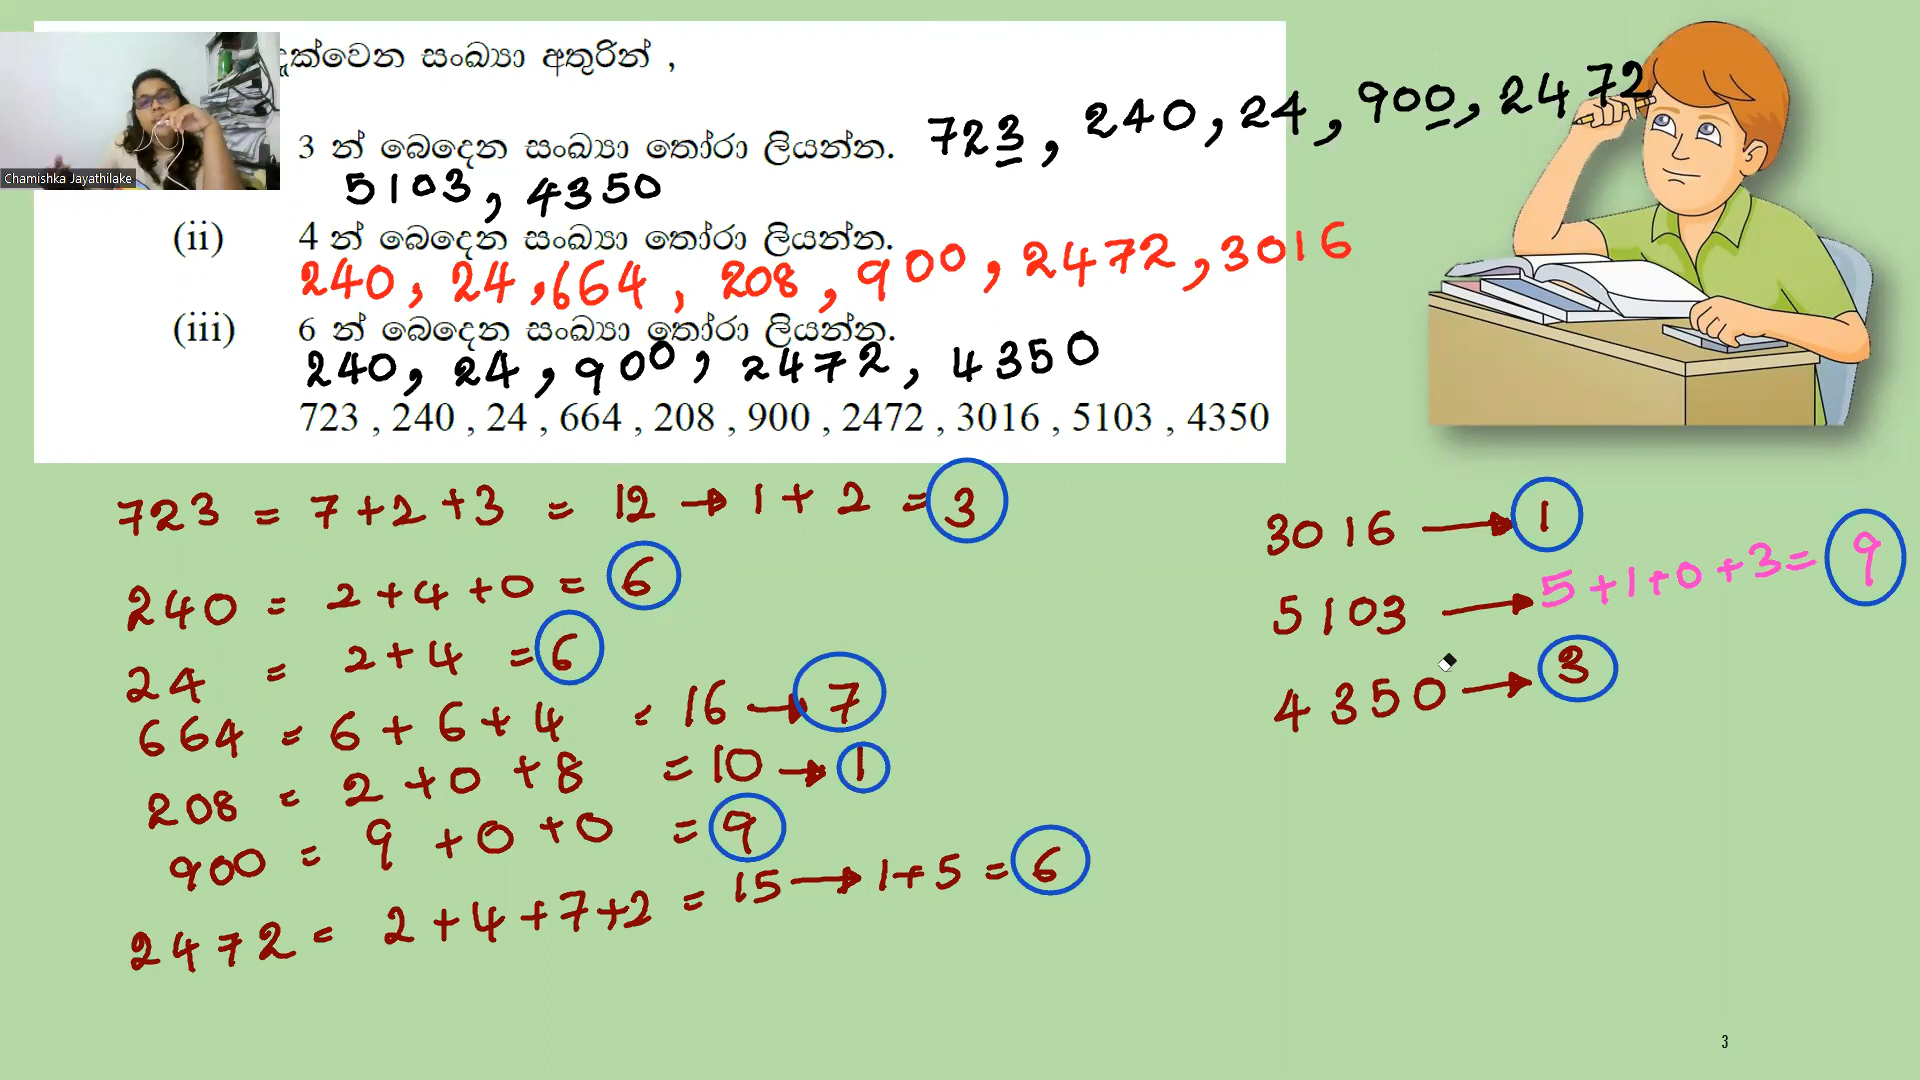 දැක්වෙන සංඛ්‍යා අතුරින් ,
Chamishka Jayathilake
3 න් බෙදෙන සංඛ්‍යා තෝරා ලියන්න. 723 , 240 , 24 , 900 , 2472
5103 , 4350
(ii) 4 න් බෙදෙන සංඛ්‍යා තෝරා ලියන්න.
240 , 24 , 664 , 208 , 900 , 2472 , 3016
(iii) 6 න් බෙදෙන සංඛ්‍යා තෝරා ලියන්න.
240 , 24 , 900 , 2472 , 4350
723 , 240 , 24 , 664 , 208 , 900 , 2472 , 3016 , 5103 , 4350
723 = 7+2+3 = 12 → 1 + 2 = 3
240 = 2+4+0 = 6
24 = 2+4 = 6
664 = 6 + 6 + 4 = 16 → 7
208 = 2 +0 +8 = 10 → 1
900 = 9 +0 +0 = 9
2472 = 2+4+7+2 = 15 → 1+5 = 6
3016 → 1
5103 → 5+1+0+3= 9
4350 → 3
3